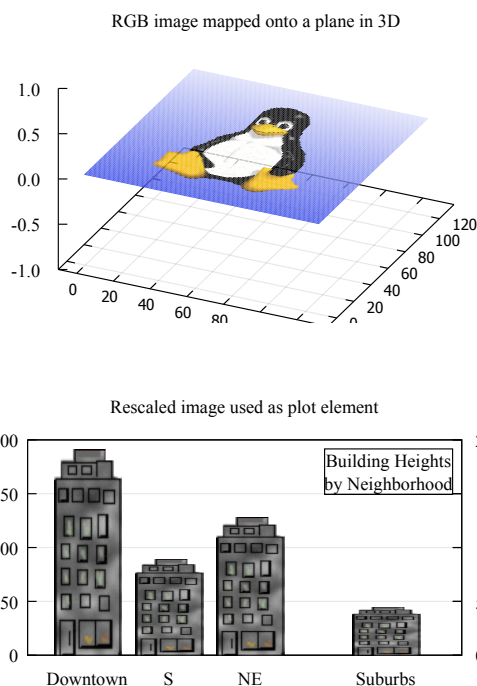 RGB image mapped onto a plane in 3D
1.0
0.5
0.0
-0.5
-1.0
0 20 40 60 80
0 20 40 60 80 100 120
Rescaled image used as plot element
Building Heights
by Neighborhood
00
50
00
50
0
Downtown S NE Suburbs